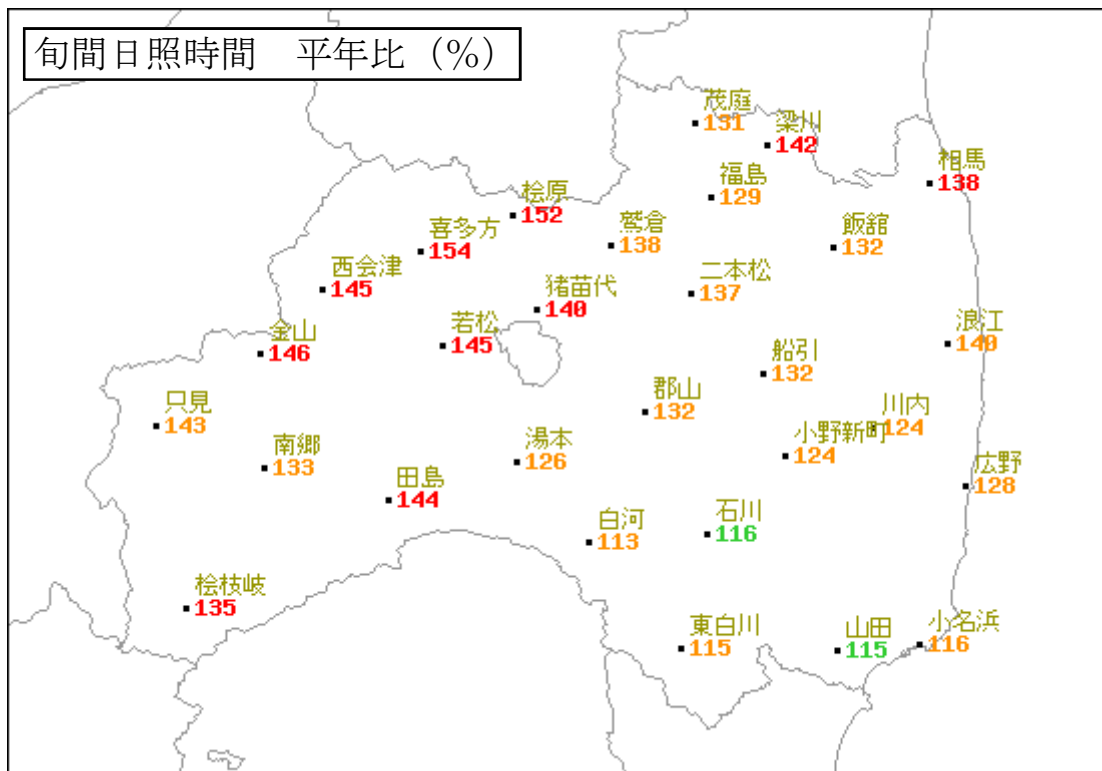 旬間日照時間　平年比（%）
茂庭
131
梁川
142
相馬
138
福島
129
桧原
152
鷲倉
138
飯舘
132
喜多方
154
西会津
145
二本松
137
猪苗代
140
金山
146
若松
145
浪江
140
船引
132
郡山
132
只見
143
川内
124
南郷
133
湯本
126
小野新町
124
広野
128
田島
144
白河
113
石川
116
桧枝岐
135
東白川
115
山田
115
小名浜
116